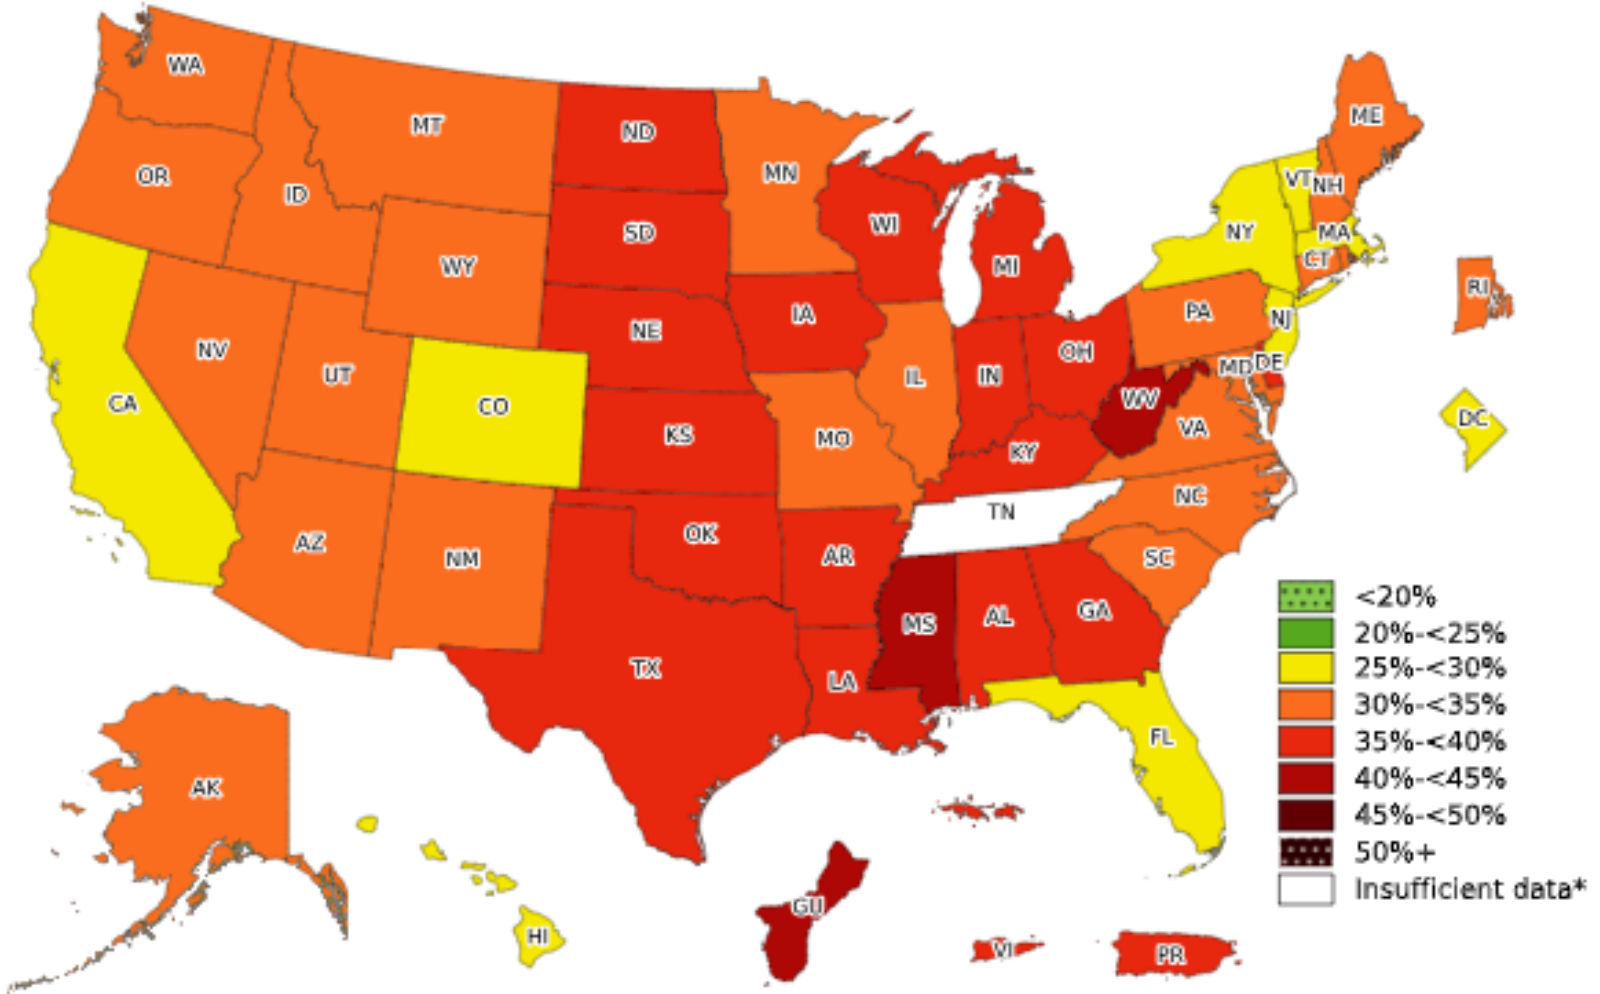 WA
ME
MT
ND
OR
MN
VT
NH
ID
SD
WI
NY
MA
WY
MI
CT
RI
NE
IA
PA
NJ
NV
UT
OH
MD
DE
CA
CO
IL
IN
WV
DC
KS
MO
KY
VA
NC
TN
AZ
NM
OK
AR
SC
MS
AL
GA
TX
LA
FL
AK
HI
GU
VI
PR
<20%
20%-<25%
25%-<30%
30%-<35%
35%-<40%
40%-<45%
45%-<50%
50%+
Insufficient data*